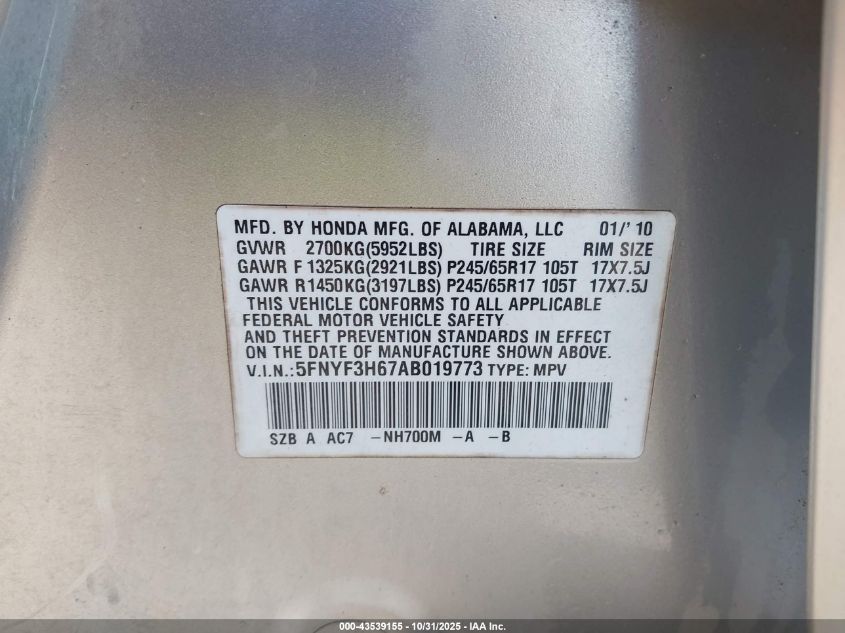 MFD. BY HONDA MFG. OF ALABAMA, LLC 01/'10
GVWR 2700KG(5952LBS) TIRE SIZE RIM SIZE
GAWR F 1325KG(2921LBS) P245/65R17 105T 17X7.5J
GAWR R1450KG(3197LBS) P245/65R17 105T 17X7.5J
THIS VEHICLE CONFORMS TO ALL APPLICABLE
FEDERAL MOTOR VEHICLE SAFETY
AND THEFT PREVENTION STANDARDS IN EFFECT
ON THE DATE OF MANUFACTURE SHOWN ABOVE.
V.I.N.:5FNYF3H67AB019773 TYPE: MPV
SZB A AC7 -NH700M -A -B
000-43539155 - 10/31/2025 - IAA Inc.